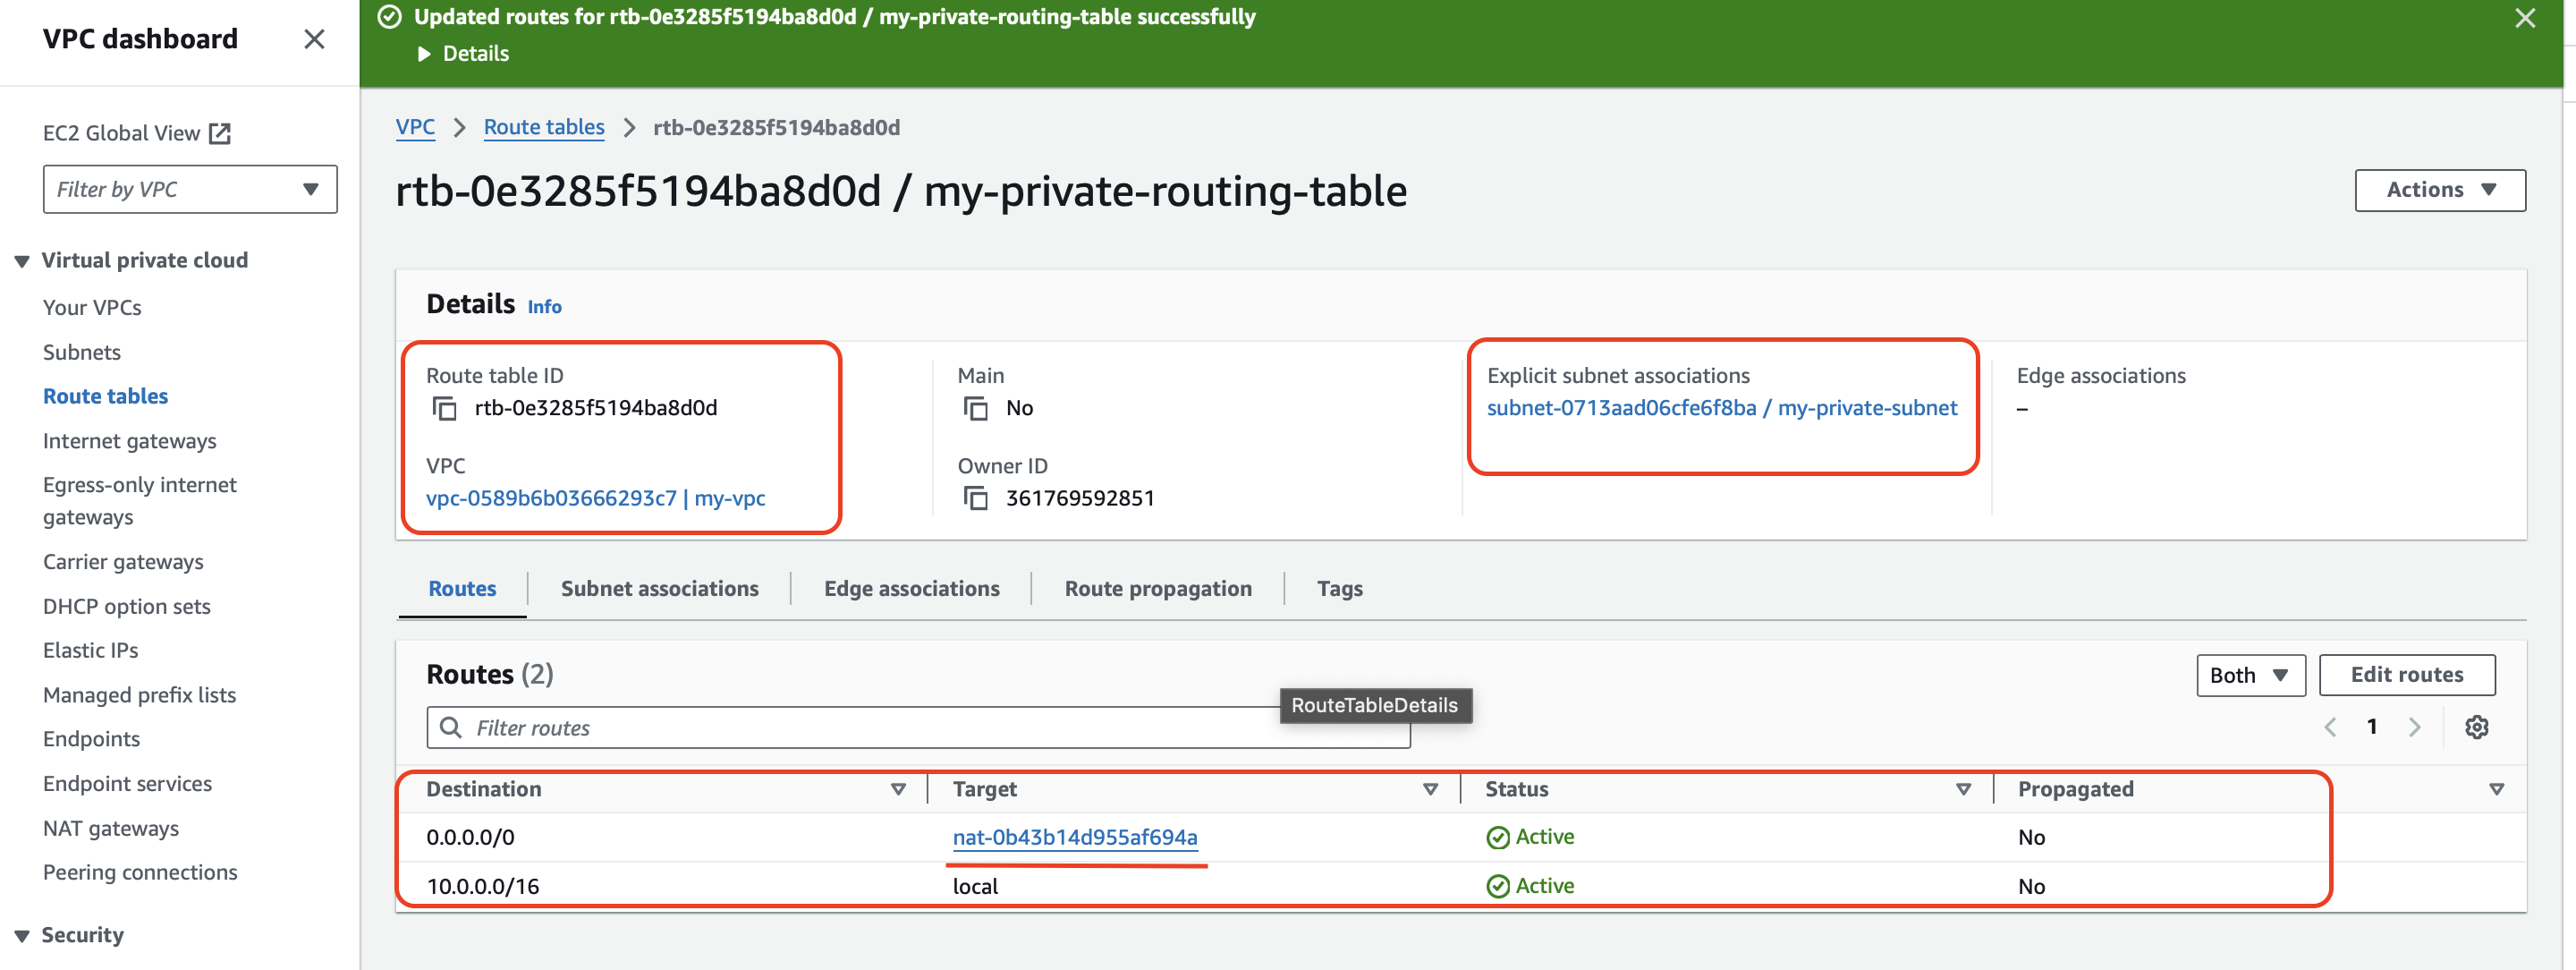 VPC dashboard
EC2 Global View
Filter by VPC
Virtual private cloud
Your VPCs
Subnets
Route tables
Internet gateways
Egress-only internet
gateways
Carrier gateways
DHCP option sets
Elastic IPs
Managed prefix lists
Endpoints
Endpoint services
NAT gateways
Peering connections
Security
Updated routes for rtb-0e3285f5194ba8d0d / my-private-routing-table successfully
Details
VPC > Route tables > rtb-0e3285f5194ba8d0d
rtb-0e3285f5194ba8d0d / my-private-routing-table
Actions
Details Info
Route table ID
rtb-0e3285f5194ba8d0d
VPC
vpc-0589b6b03666293c7 | my-vpc
Main
No
Owner ID
361769592851
Explicit subnet associations
subnet-0713aad06cfe6f8ba / my-private-subnet
Edge associations
–
Routes Subnet associations Edge associations Route propagation Tags
Routes (2)
Both Edit routes
RouteTableDetails
Filter routes
1
Destination Target Status Propagated
0.0.0.0/0 nat-0b43b14d955af694a Active No
10.0.0.0/16 local Active No